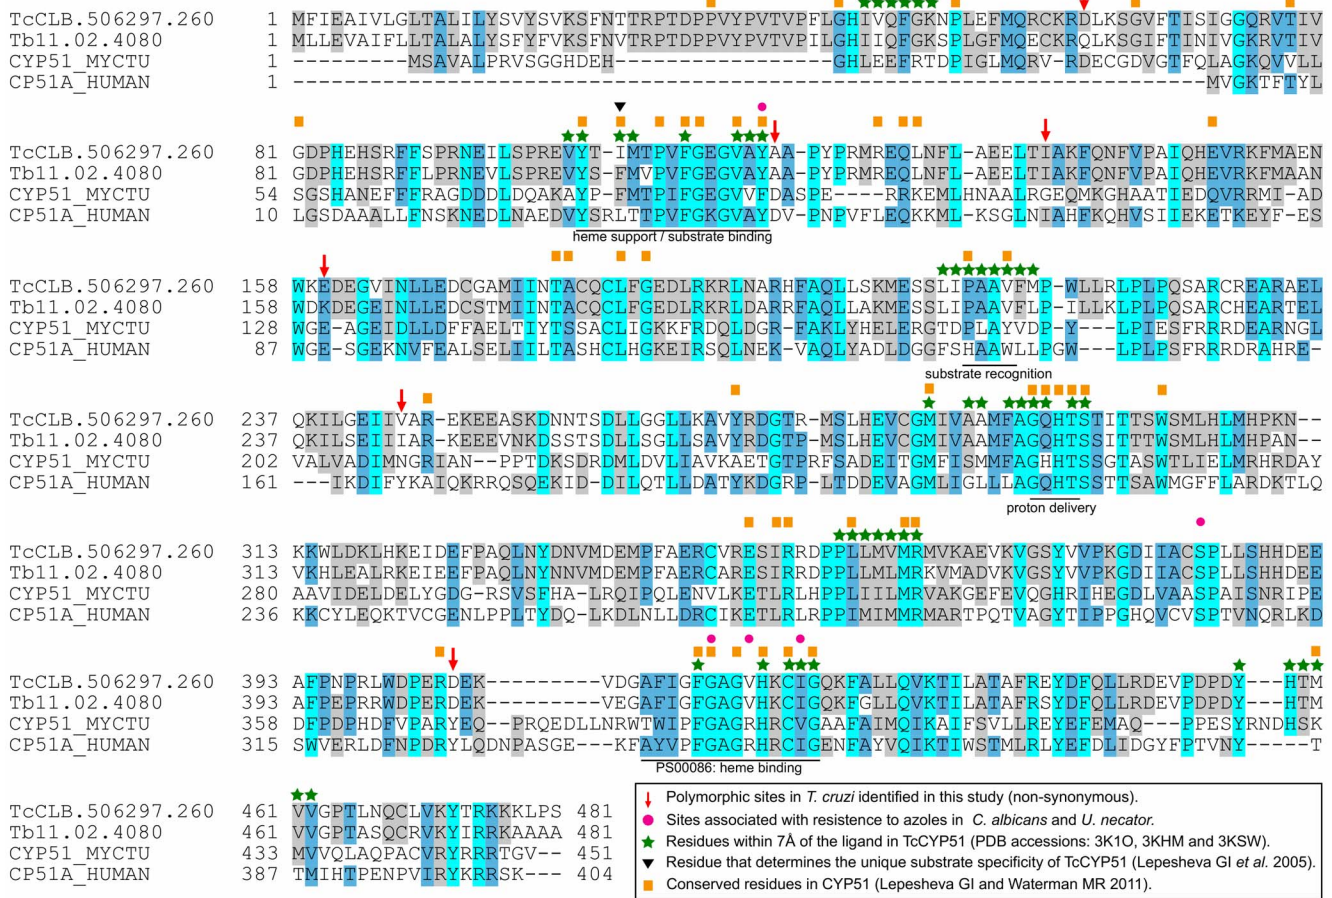 TcCLB.506297.260 1 MFIEAIVLGLTALILYSVYSVKSFNTTRPTDPPVYPVTVPFLGHIVQFGKNPLEFMQRCKRDLKSGVFTISIGGQRVTIV
Tb11.02.4080 1 MLLEVAIFLLTALALYSFYFVKSFNVTRPTDPPVYPVTVPILGHIIQFGKSPLGFMQECKRQLKSGIFTINIVGKRVTIV
CYP51_MYCTU 1 ---------MSAVALPRVSGGHDEH-----------------GHLEEFRTDPIGLMQRV-RDECGDVGTFQLAGKQVVLL
CP51A_HUMAN 1 -----------------------------------------------------------------------MVGKTFTYL
TcCLB.506297.260 81 GDPHEHSRFFSPRNEILSPREVYT-IMTPVFGEGVAYAA-PYPRMREQLNFL-AEELTIAKFQNFVPAIQHEVRKFMAEN
Tb11.02.4080 81 GDPHEHSRFFLPRNEVLSPREVYS-FMVPVFGEGVAYAA-PYPRMREQLNFL-AEELTIAKFQNFVPAIQHEVRKFMAAN
CYP51_MYCTU 54 SGSHANEFFFRAGDDDLDQAKAYP-FMTPIFGEGVVFDASPE---RRKEMLHNAALRGEQMKGHAATIEDQVRRMI-AD
CP51A_HUMAN 10 LGSDAAALLFNSKNEDLNAEDVYSRLTTPVFGKGVAYDV-PNPVFLEQKKML-KSGLNIAHFKQHVSIIEKETKEYF-ES
heme support / substrate binding
TcCLB.506297.260 158 WKEDEGVINLLEDCGAMIINTACQCLFGEDLRKRLNARHFAQLLSKMESSLIPAAVFMP-WLLRLPLPQSARCREARAEL
Tb11.02.4080 158 WDKDEGEINLLEDCSTMIINTACQCLFGEDLRKRLDARRFAQLLAKMESSLIPAAVFLP-ILLKLPLPQSARCHEARTEL
CYP51_MYCTU 128 WGE-AGEIDLLDFFAELTIYTSSACLIGKKFRDQLDGR-FAKLYHELERGTDPLAYVDP-Y---LPIESFRRRDEARNGL
CP51A_HUMAN 87 WGE-SGEKNVFEALSELIILTASHCLHGKEIRSQLNEK-VAQLYADLDGGFSHAAWLLPGW---LPLPSFRRRDRAHRE-
substrate recognition
TcCLB.506297.260 237 QKILGEIIVAR-EKEEASKDNNTSDLLGGLLKAVYRDGTR-MSLHEVCGMIVAAMFAGQHTSTITTSWSMLHLMHPKN--
Tb11.02.4080 237 QKILSEIIIAR-KEEEVNKDSSTSDLLSGLLSAVYRDGTP-MSLHEVCGMIVAAMFAGQHTSSITTTWSMLHLMHPAN--
CYP51_MYCTU 202 VALVADIMNGRIAN--PPTDKSDRDMLDVLIAVKAETGTPRFSADEITGMFISMMFAGHHTSSGTASWTLIELMRHRDAY
CP51A_HUMAN 161 ---IKDIFYKAIQKRRQSQEKID-DILQTLLDATYKDGRP-LTDDEVAGMLIGLLLAGQHTSSTTSAWMGFFLARDKTLQ
proton delivery
TcCLB.506297.260 313 KKWLDKLHKEIDEFPAQLNYDNVMDEMPFAERCVRESIRRDPPLLMVMRMVKAEVKVGSYVVPKGDIIACSPLLSHHDEE
Tb11.02.4080 313 VKHLEALRKEIEEFPAQLNYNNVMDEMPFAERCARESIRRDPPLLMLMRKVMADVKVGSYVVPKGDIIACSPLLSHHDEE
CYP51_MYCTU 280 AAVIDELDELYGDG-RSVSFHA-LRQIPQLENVLKETLRLHPPLIILMRVAKGEFEVQGHRIHEGDLVAASPAISNRIPE
CP51A_HUMAN 236 KKCYLEQKTVCGENLPPLTYDQ-LKDLNLLDRCIKETLRLRPPIMIMMRMARTPQTVAGYTIPPGHQVCVSPTVNQRLKD
TcCLB.506297.260 393 AFPNPRLWDPERDEK---------VDGAFIGFGAGVHKCIGQKFALLQVKTILATAFREYDFQLLRDEVPDPDY---HTM
Tb11.02.4080 393 AFPEPRRWDPERDEK---------VEGAFIGFGAGVHKCIGQKFGLLQVKTILATAFRSYDFQLLRDEVPDPDY---HTM
CYP51_MYCTU 358 DFPDPHDFVPARYEQ--PRQEDLLNRWTWIPFGAGRHRCVGAAFAIMQIKAIFSVLLREYEFEMAQ--PPESYRNDHSK
CP51A_HUMAN 315 SWVERLDFNPDRYLQDNPASGE---KFAYVPFGAGRHRCIGENFAYVQIKTIWSTMLRLYEFDLIDGYFPTVNY-----T
PS00086: heme binding
TcCLB.506297.260 461 VVGPTLNQCLVKYTRKKKLPS 481
Tb11.02.4080 461 VVGPTASQCRVKYIRRKAAAA 481
CYP51_MYCTU 433 MVVQLAQPACVRYRRRTGV-- 451
CP51A_HUMAN 387 TMIHTPENPVIRYKRRSK--- 404
Polymorphic sites in T. cruzi identified in this study (non-synonymous).
Sites associated with resistence to azoles in C. albicans and U. necator.
Residues within 7Å of the ligand in TcCYP51 (PDB accessions: 3K1O, 3KHM and 3KSW).
Residue that determines the unique substrate specificity of TcCYP51 (Lepesheva GI et al. 2005).
Conserved residues in CYP51 (Lepesheva GI and Waterman MR 2011).